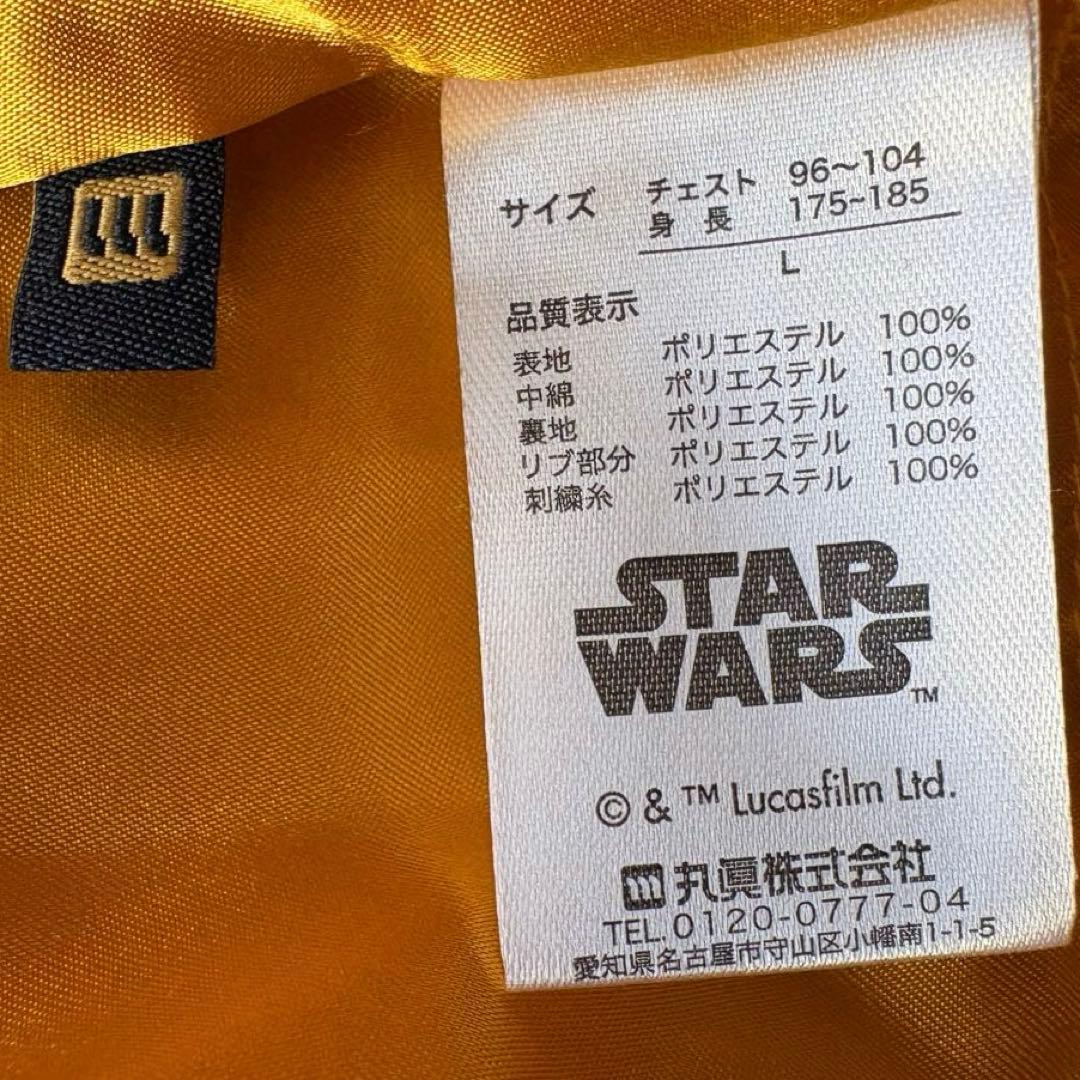 サイズ チェスト 96～104
身 長 175~185
L
品質表示
表地 ポリエステル 100%
中綿 ポリエステル 100%
裏地 ポリエステル 100%
リブ部分 ポリエステル 100%
刺繍糸 ポリエステル 100%
STAR
WARS™
© & ™ Lucasfilm Ltd.
丸眞株式会社
TEL.0120-0777-04
愛知県名古屋市守山区小幡南1-1-5